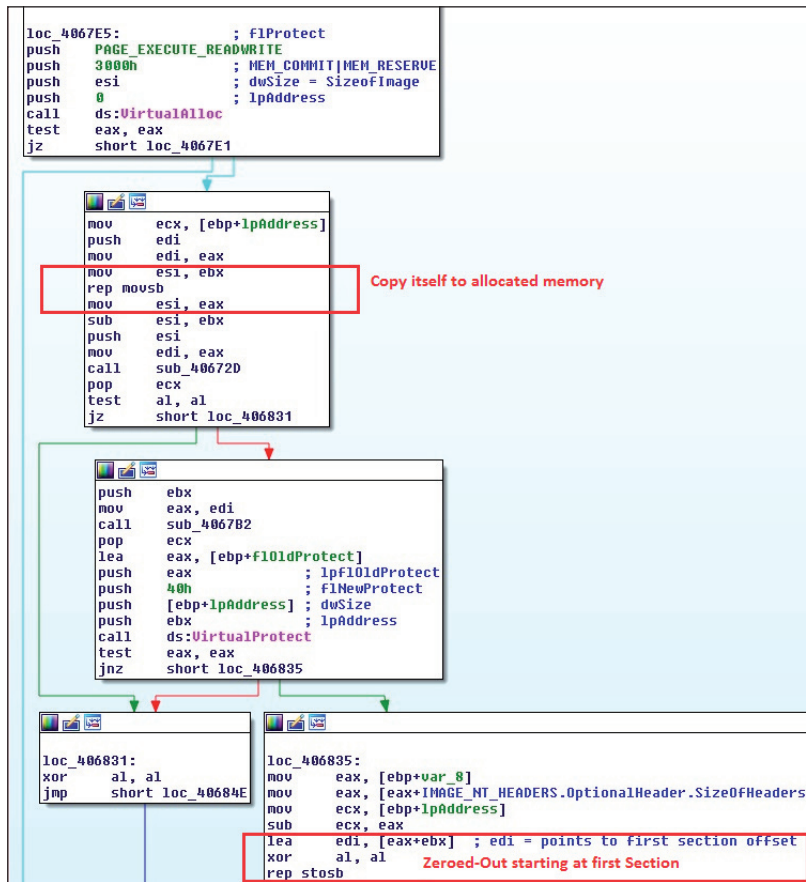 loc_4067E5: ; flProtect
push PAGE_EXECUTE_READWRITE
push 3000h ; MEM_COMMIT|MEM_RESERVE
push esi ; dwSize = SizeofImage
push 0 ; lpAddress
call ds:VirtualAlloc
test eax, eax
jz short loc_4067E1
mov ecx, [ebp+lpAddress]
push edi
mov edi, eax
mov esi, ebx
rep movsb
mov esi, eax
Copy itself to allocated memory
sub esi, ebx
push esi
mov edi, eax
call sub_40672D
pop ecx
test al, al
jz short loc_406831
push ebx
mov eax, edi
call sub_4067B2
pop ecx
lea eax, [ebp+flOldProtect]
push eax ; lpflOldProtect
push 40h ; flNewProtect
push [ebp+lpAddress] ; dwSize
push ebx ; lpAddress
call ds:VirtualProtect
test eax, eax
jnz short loc_406835
loc_406831:
xor al, al
jmp short loc_40684E
loc_406835:
mov eax, [ebp+var_8]
mov eax, [eax+IMAGE_NT_HEADERS.OptionalHeader.SizeOfHeaders
mov ecx, [ebp+lpAddress]
sub ecx, eax
lea edi, [eax+ebx] ; edi = points to first section offset
xor al, al
Zeroed-Out starting at first Section
rep stosb